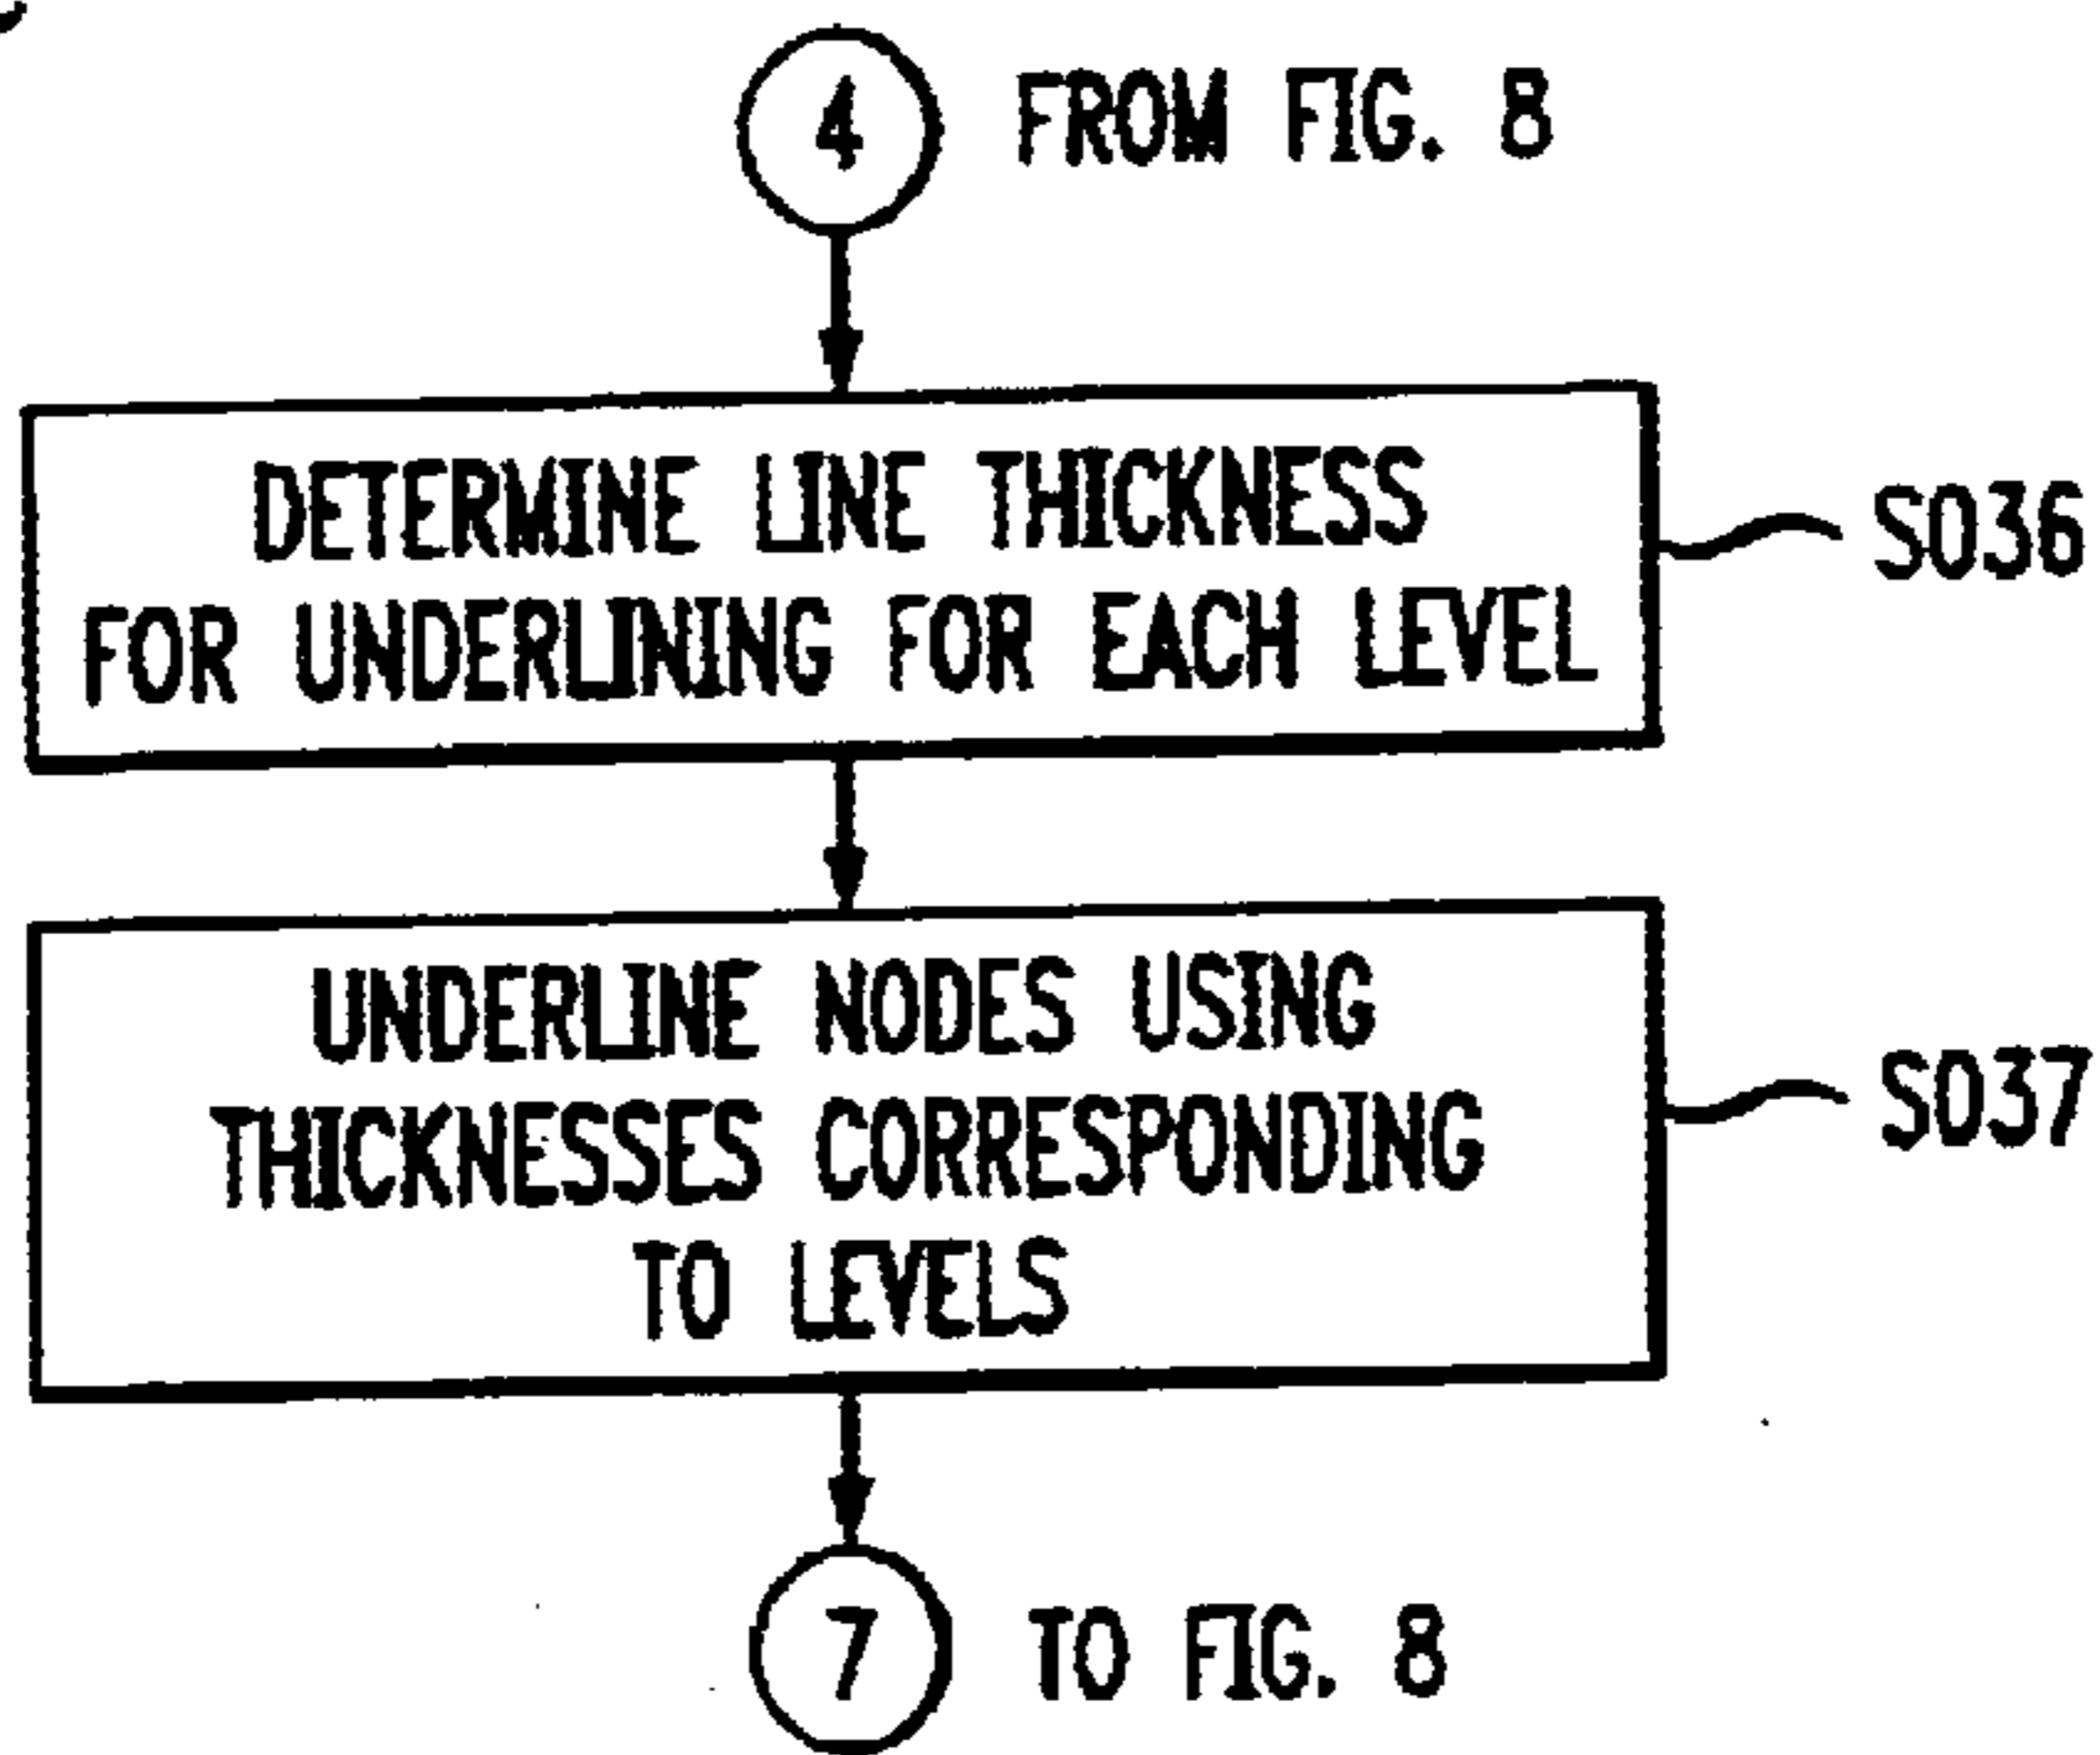 4 FROM FIG. 8
DETERMINE LINE THICKNESS
FOR UNDERLINING FOR EACH LEVEL
S036
UNDERLINE NODES USING
THICKNESSES CORRESPONDING
TO LEVELS
S037
7 TO FIG. 8